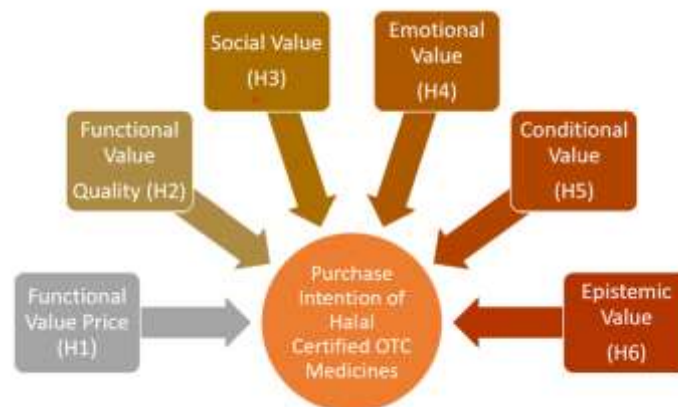 Functional
Value Price
(H1)
Functional
Value
Quality (H2)
Social Value
(H3)
Emotional
Value
(H4)
Conditional
Value
(H5)
Epistemic
Value
(H6)
Purchase
Intention of
Halal
Certified OTC
Medicines